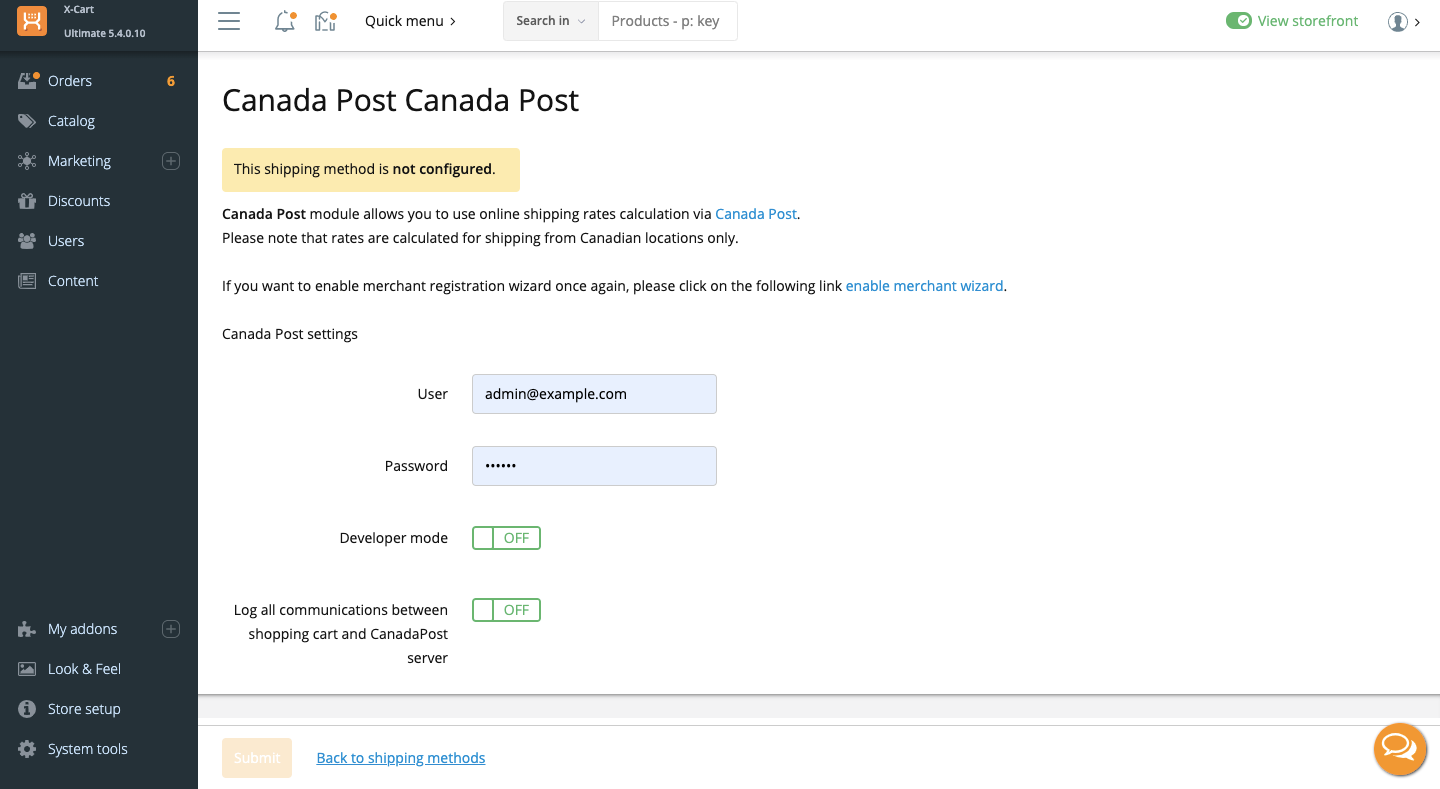 X-Cart
Ultimate 5.4.0.10
Quick menu
Search in
Products - p: key
View storefront
Orders 6
Catalog
Marketing
Discounts
Users
Content
My addons
Look & Feel
Store setup
System tools
Canada Post Canada Post
This shipping method is not configured.
Canada Post module allows you to use online shipping rates calculation via Canada Post.
Please note that rates are calculated for shipping from Canadian locations only.
If you want to enable merchant registration wizard once again, please click on the following link enable merchant wizard.
Canada Post settings
User admin@example.com
Password ••••••
Developer mode OFF
Log all communications between OFF
shopping cart and CanadaPost
server
Submit Back to shipping methods